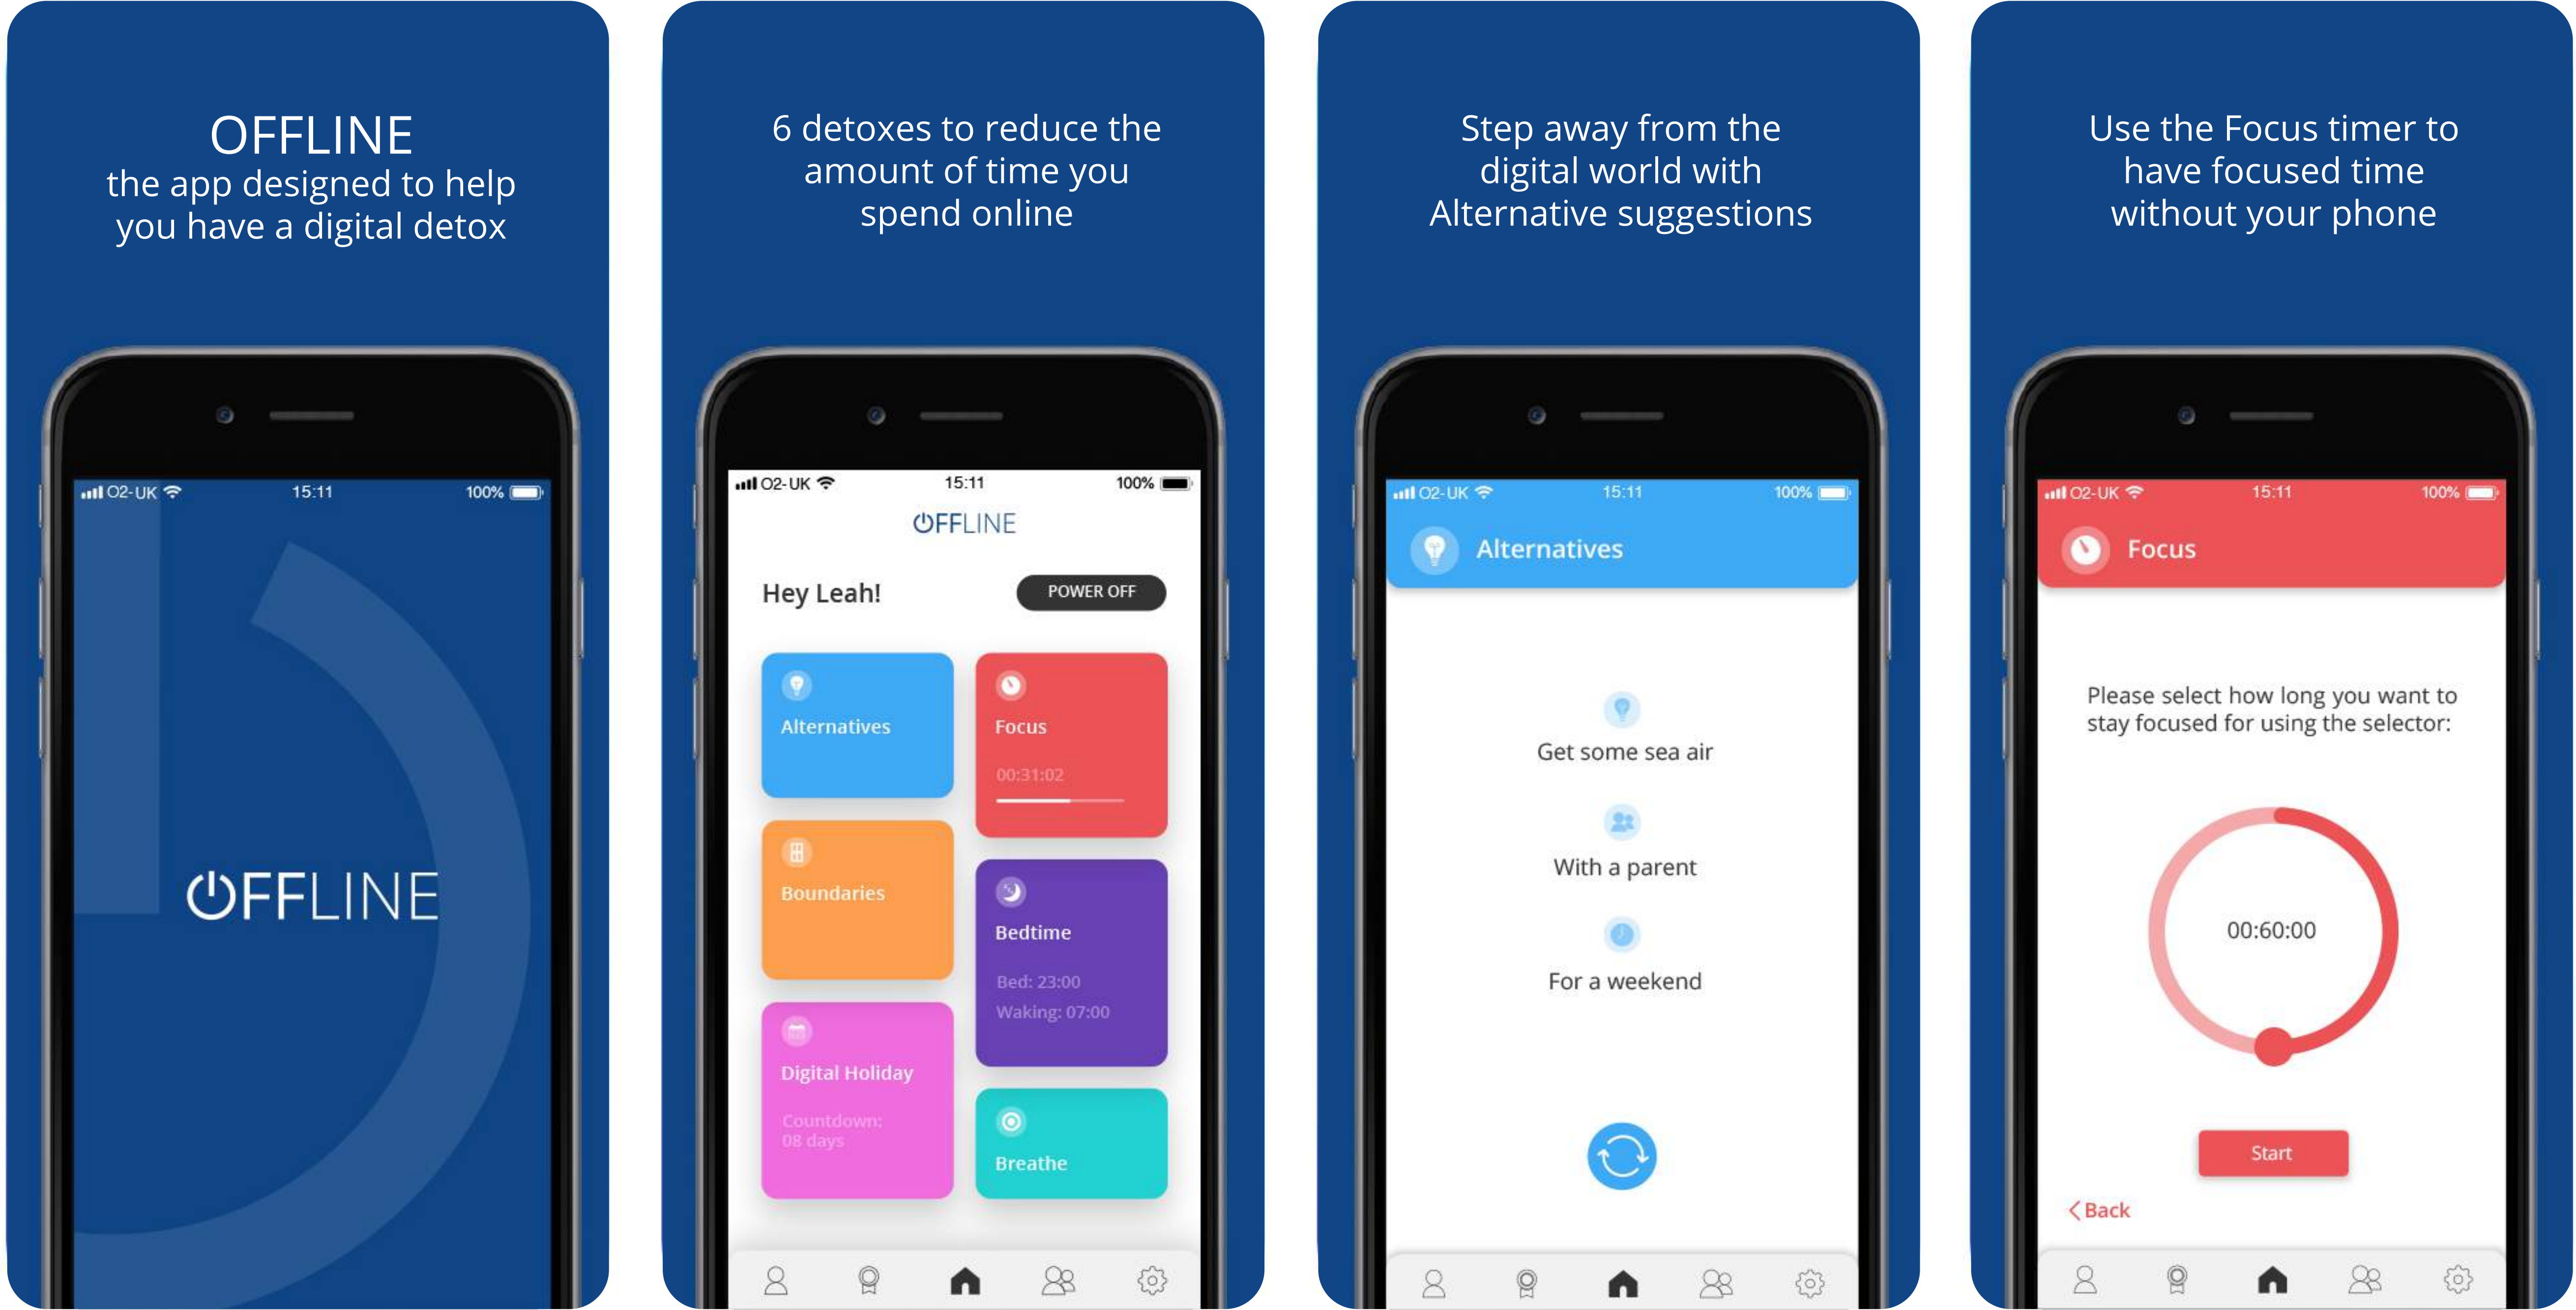 OFFLINE
the app designed to help
you have a digital detox
O2-UK
15:11
100%
OFFLINE
6 detoxes to reduce the
amount of time you
spend online
O2-UK
15:11
100%
OFFLINE
Hey Leah!
POWER OFF
Alternatives
Focus
00:31:02
Boundaries
Bedtime
Bed: 23:00
Waking: 07:00
Digital Holiday
Countdown:
08 days
Breathe
Step away from the
digital world with
Alternative suggestions
O2-UK
15:11
100%
Alternatives
Get some sea air
With a parent
For a weekend
Use the Focus timer to
have focused time
without your phone
O2-UK
15:11
100%
Focus
Please select how long you want to
stay focused for using the selector:
00:60:00
Start
Back